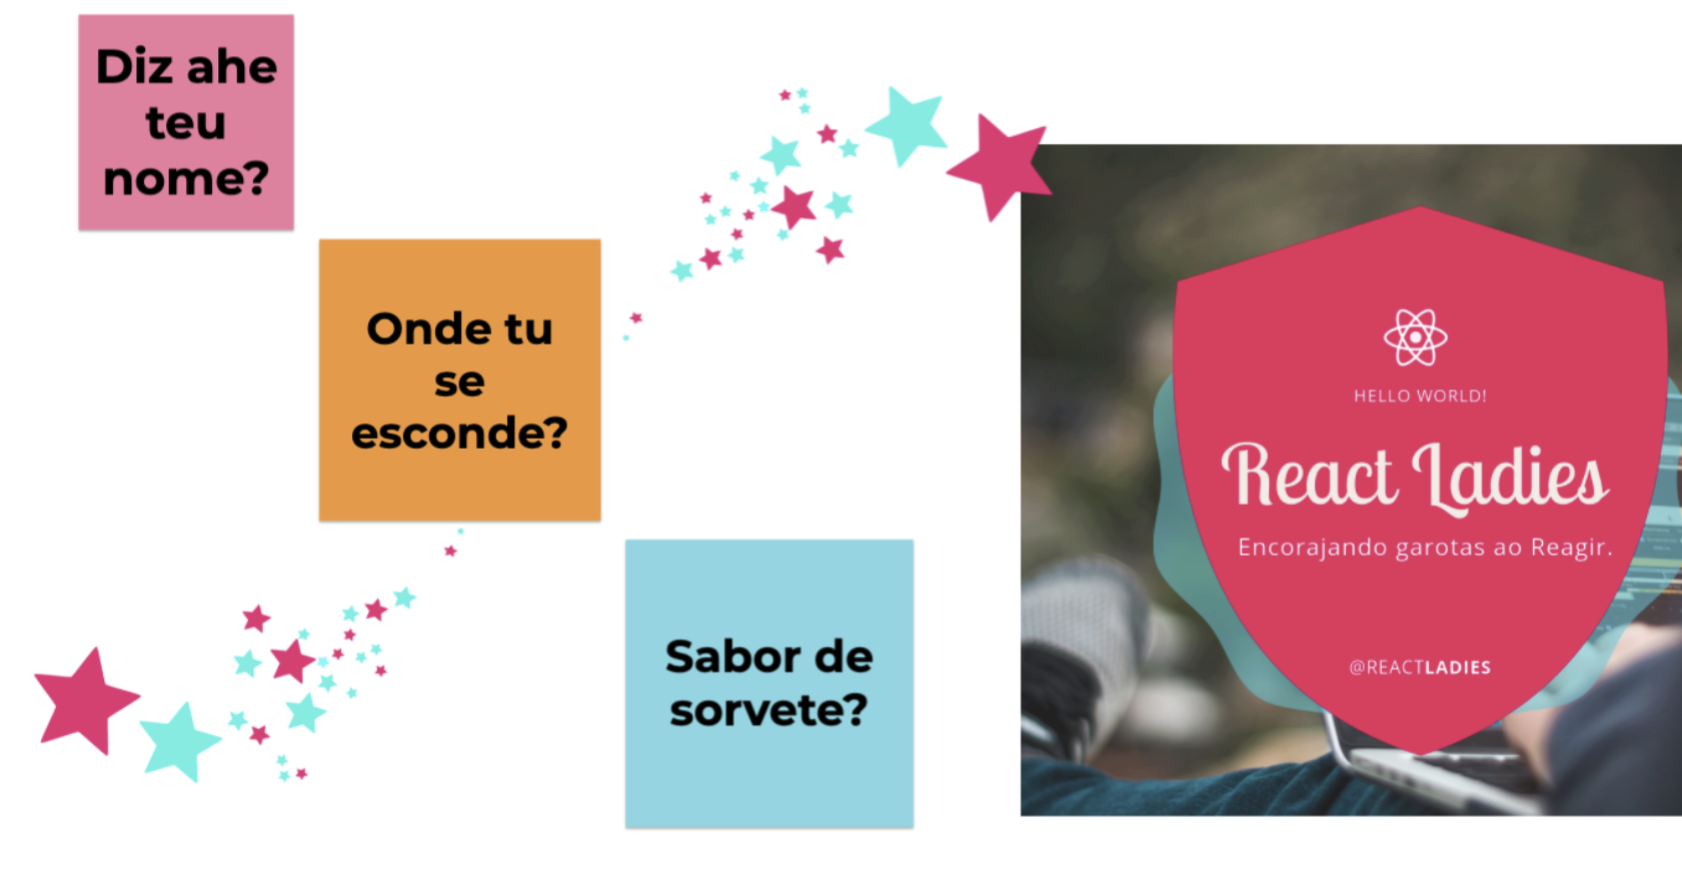 Diz ahe
teu
nome?
Onde tu
se
esconde?
Sabor de
sorvete?
HELLO WORLD!
React Ladies
Encorajando garotas ao Reagir.
@REACTLADIES